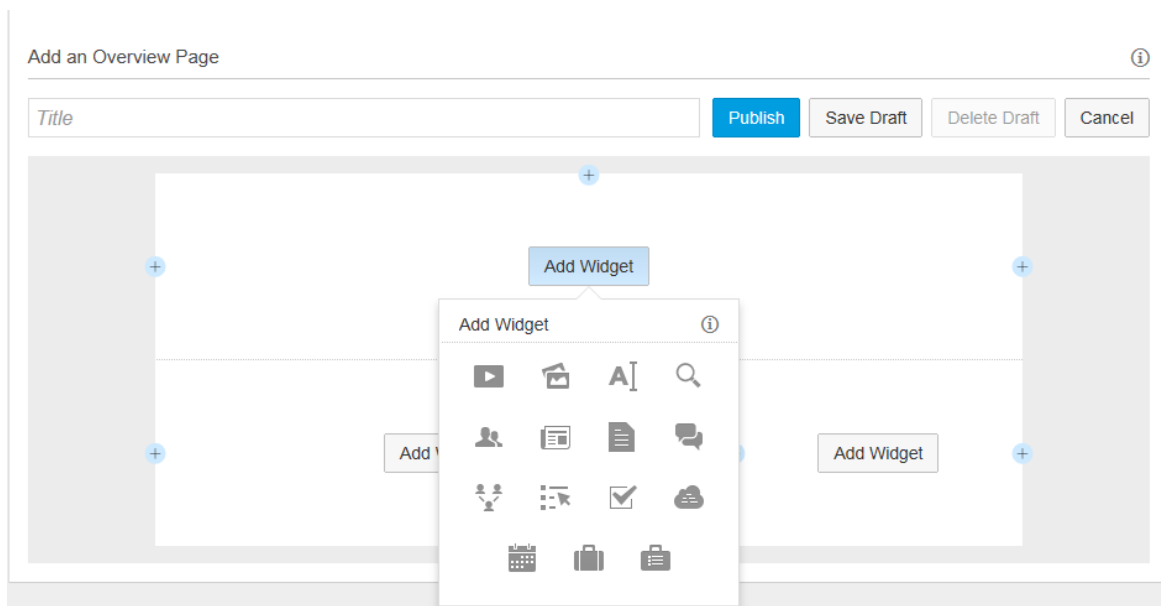 Add an Overview Page
Title
Publish
Save Draft
Delete Draft
Cancel
Add Widget
Add Widget
Add
Add Widget